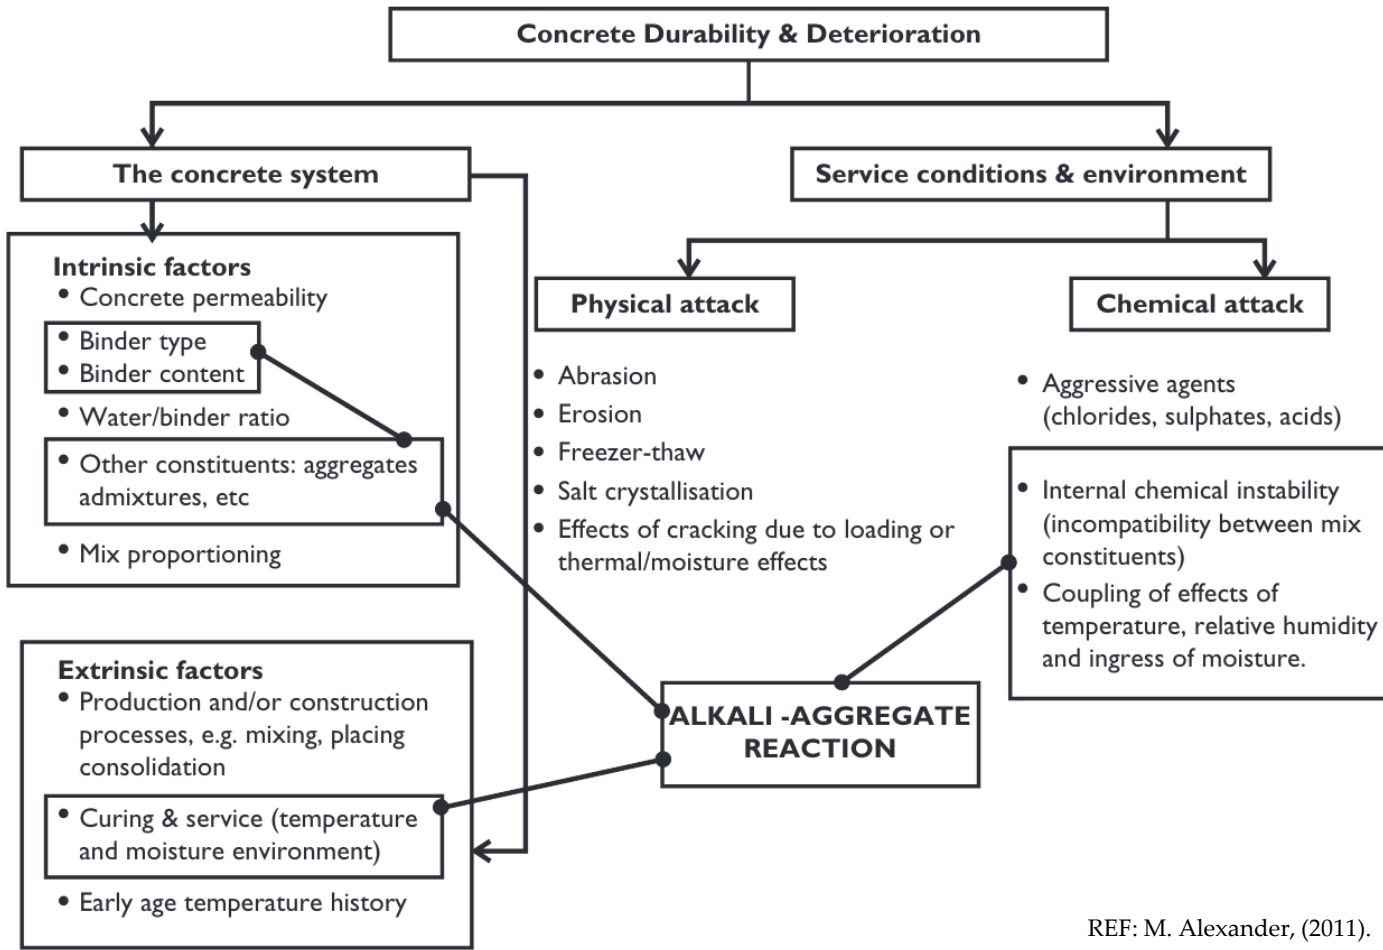 Concrete Durability & Deterioration
The concrete system
Service conditions & environment
Intrinsic factors
• Concrete permeability
• Binder type
• Binder content
• Water/binder ratio
• Other constituents: aggregates
admixtures, etc
• Mix proportioning
Extrinsic factors
• Production and/or construction
processes, e.g. mixing, placing
consolidation
• Curing & service (temperature
and moisture environment)
• Early age temperature history
Physical attack
• Abrasion
• Erosion
• Freezer-thaw
• Salt crystallisation
• Effects of cracking due to loading or
thermal/moisture effects
Chemical attack
• Aggressive agents
(chlorides, sulphates, acids)
• Internal chemical instability
(incompatibility between mix
constituents)
• Coupling of effects of
temperature, relative humidity
and ingress of moisture.
ALKALI -AGGREGATE
REACTION
REF: M. Alexander, (2011).